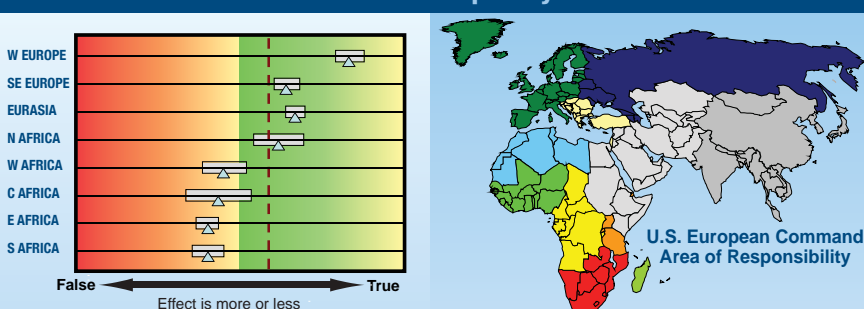 W EUROPE
SE EUROPE
EURASIA
N AFRICA
W AFRICA
C AFRICA
E AFRICA
S AFRICA
False
True
Effect is more or less
U.S. European Command
Area of Responsibility